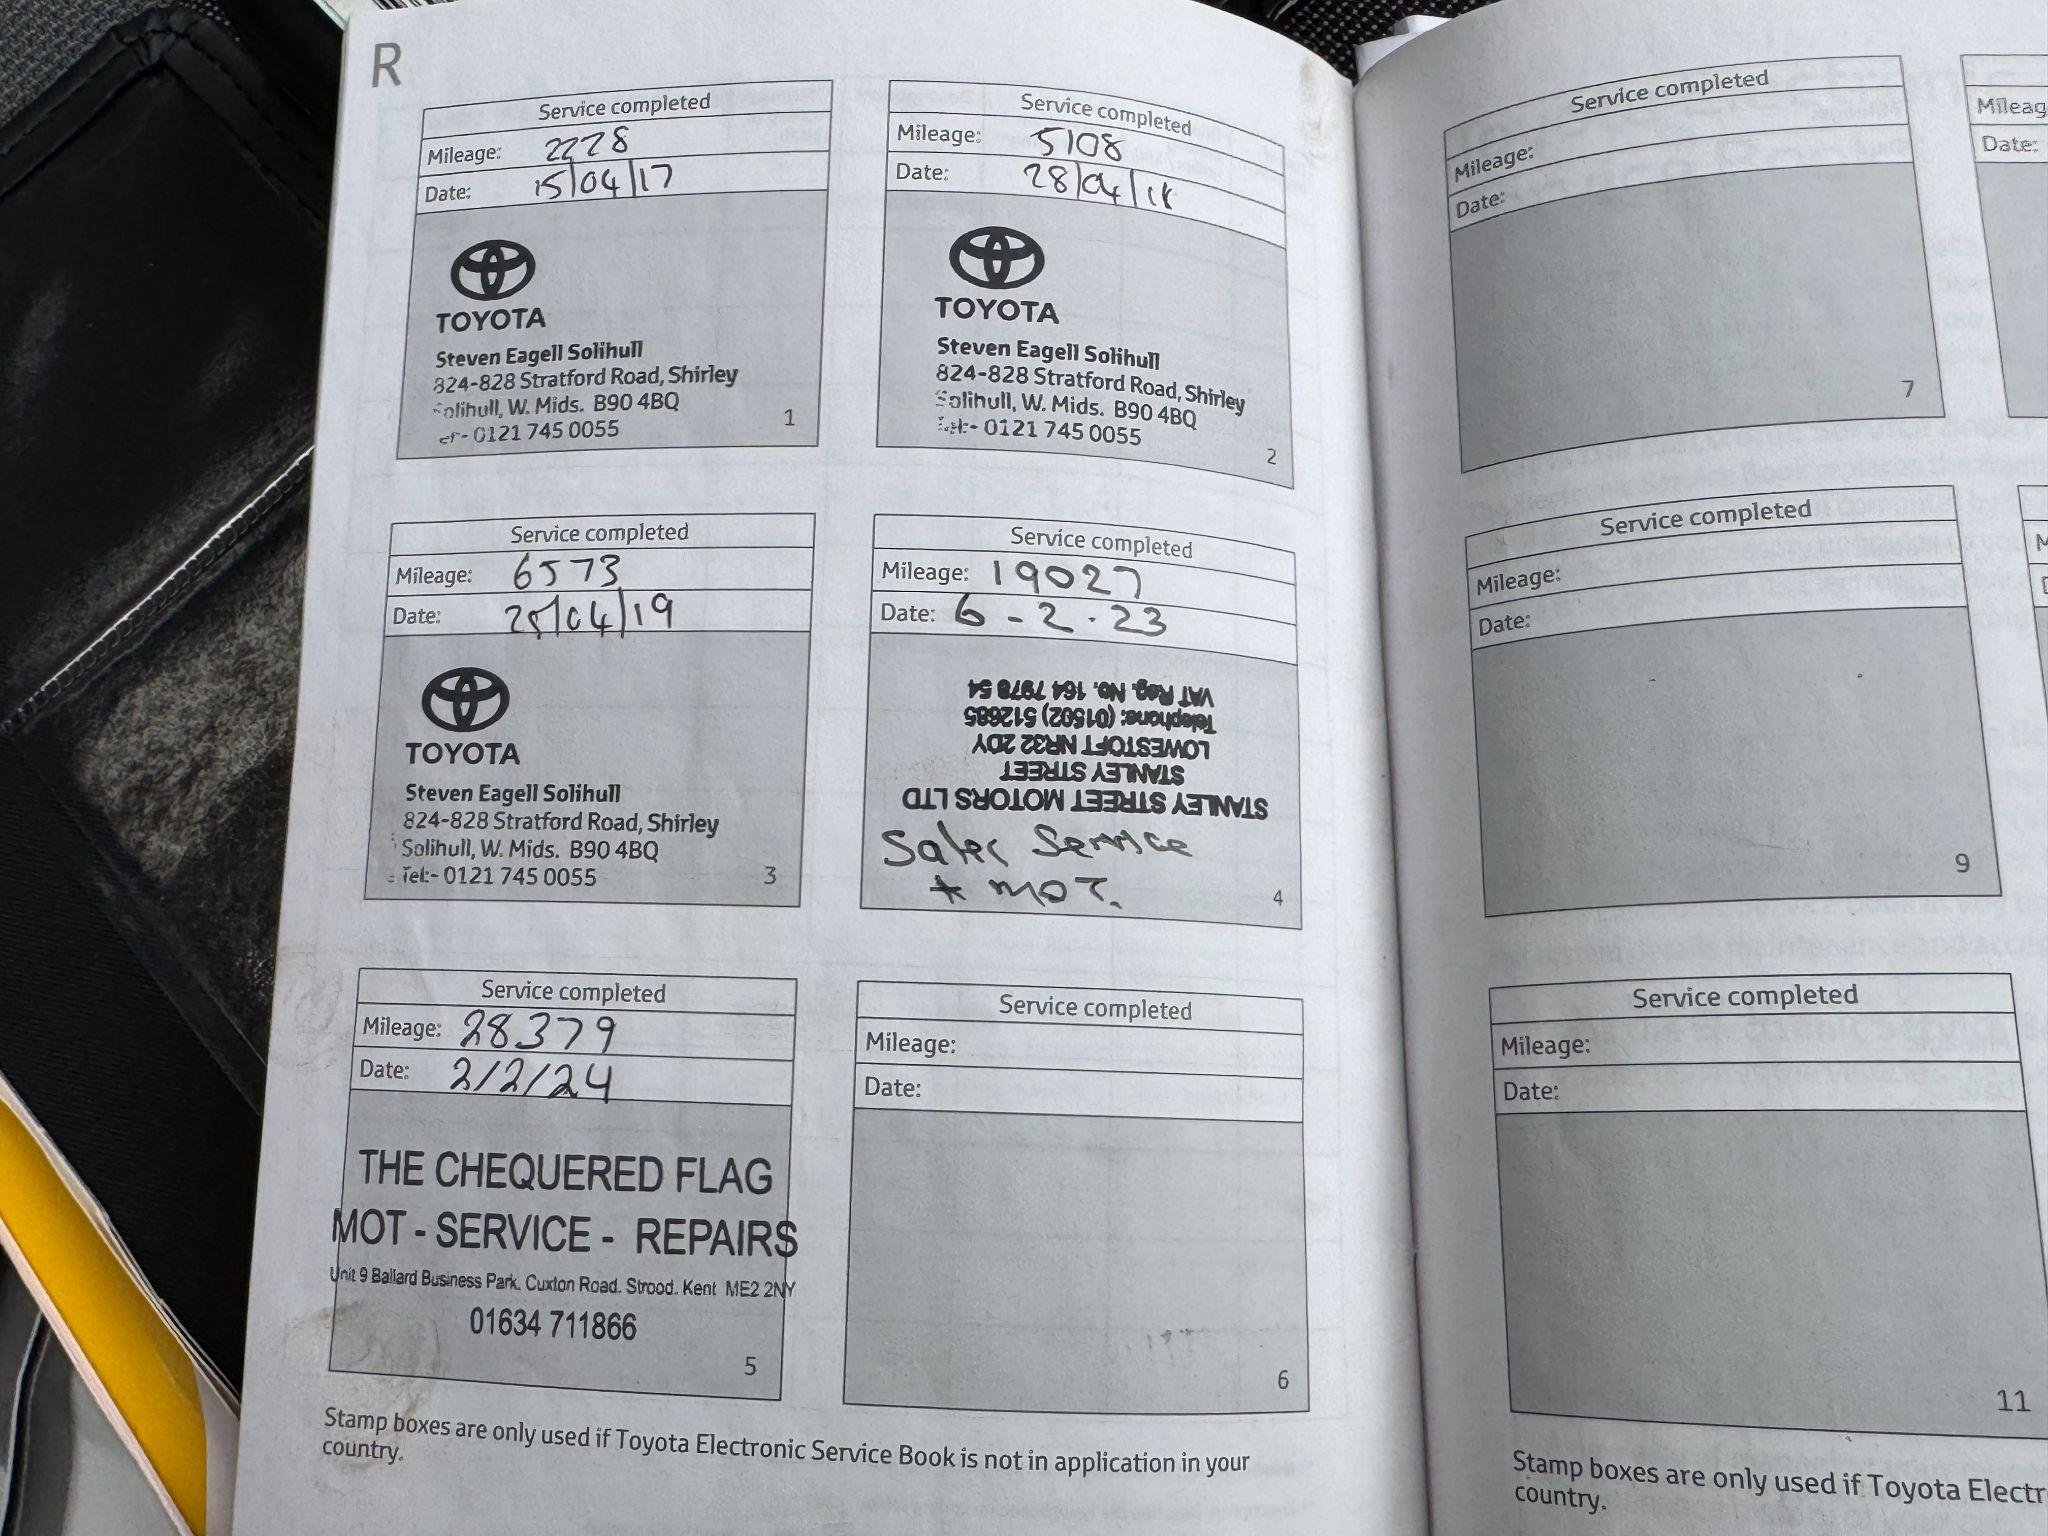 R
Service completed
Mileage: 2278
Date: 15/04/17
TOYOTA
Steven Eagell Solihull
824-828 Stratford Road, Shirley
Solihull, W. Mids. B90 4BQ
0121 745 0055
1
Service completed
Mileage: 5108
Date: 28/04/18
TOYOTA
Steven Eagell Solihull
824-828 Stratford Road, Shirley
Solihull, W. Mids. B90 4BQ
Tel:- 0121 745 0055
2
Service completed
Mileage: 6573
Date: 25/04/19
TOYOTA
Steven Eagell Solihull
824-828 Stratford Road, Shirley
Solihull, W. Mids. B90 4BQ
Tel:- 0121 745 0055
3
Service completed
Mileage: 19027
Date: 6-2.23
STANLEY STREET MOTORS LTD
STANLEY STREET
LOWESTOFT NR32 2DY
Telephone: (01502) 512685
VAT Reg. No. 164 7978 54
Sales Service
+ MOT.
4
Service completed
Mileage: 28379
Date: 2/2/24
THE CHEQUERED FLAG
MOT - SERVICE - REPAIRS
Unit 9 Ballard Business Park. Cuxton Road. Strood. Kent ME2 2NY
01634 711866
5
Service completed
Mileage:
Date:
6
Stamp boxes are only used if Toyota Electronic Service Book is not in application in your
country.
Service completed
Mileage:
Date:
7
Mileag
Date:
Service completed
Mileage:
Date:
9
Service completed
Mileage:
Date:
11
Stamp boxes are only used if Toyota Electr
country.